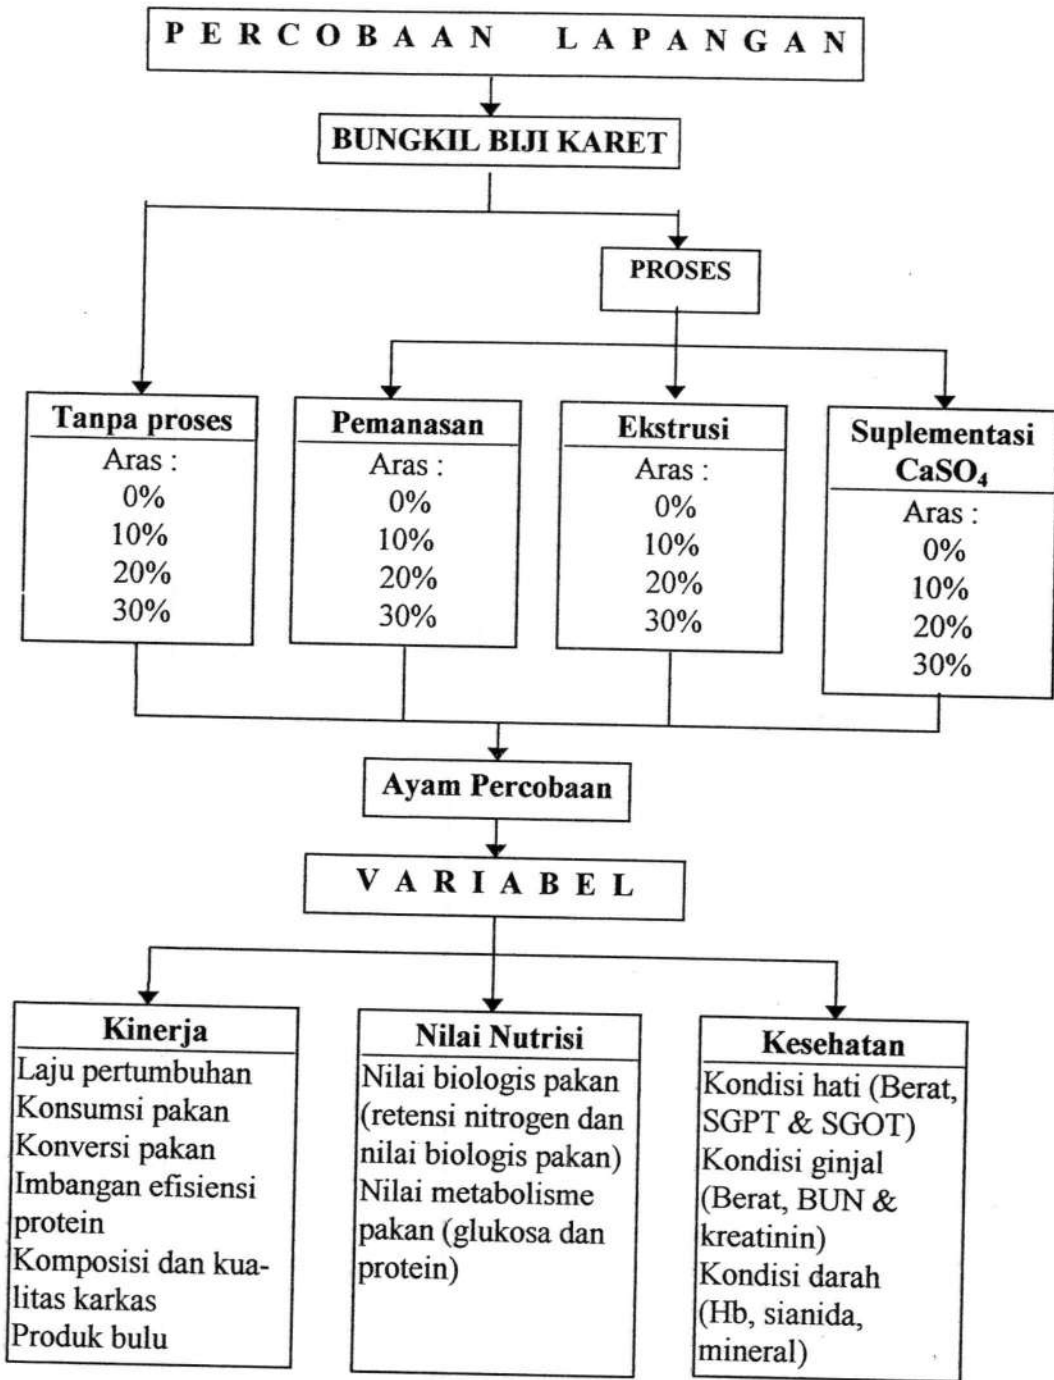 PERCOBAAN LAPANGAN
BUNGKIL BIJI KARET
PROSES
Tanpa proses
Aras :
0%
10%
20%
30%
Pemanasan
Aras :
0%
10%
20%
30%
Ekstrusi
Aras :
0%
10%
20%
30%
Suplementasi
CaSO₄
Aras :
0%
10%
20%
30%
Ayam Percobaan
VARIABEL
Kinerja
Laju pertumbuhan
Konsumsi pakan
Konversi pakan
Imbangan efisiensi
protein
Komposisi dan kua-
litas karkas
Produk bulu
Nilai Nutrisi
Nilai biologis pakan
(retensi nitrogen dan
nilai biologis pakan)
Nilai metabolisme
pakan (glukosa dan
protein)
Kesehatan
Kondisi hati (Berat,
SGPT & SGOT)
Kondisi ginjal
(Berat, BUN &
kreatinin)
Kondisi darah
(Hb, sianida,
mineral)